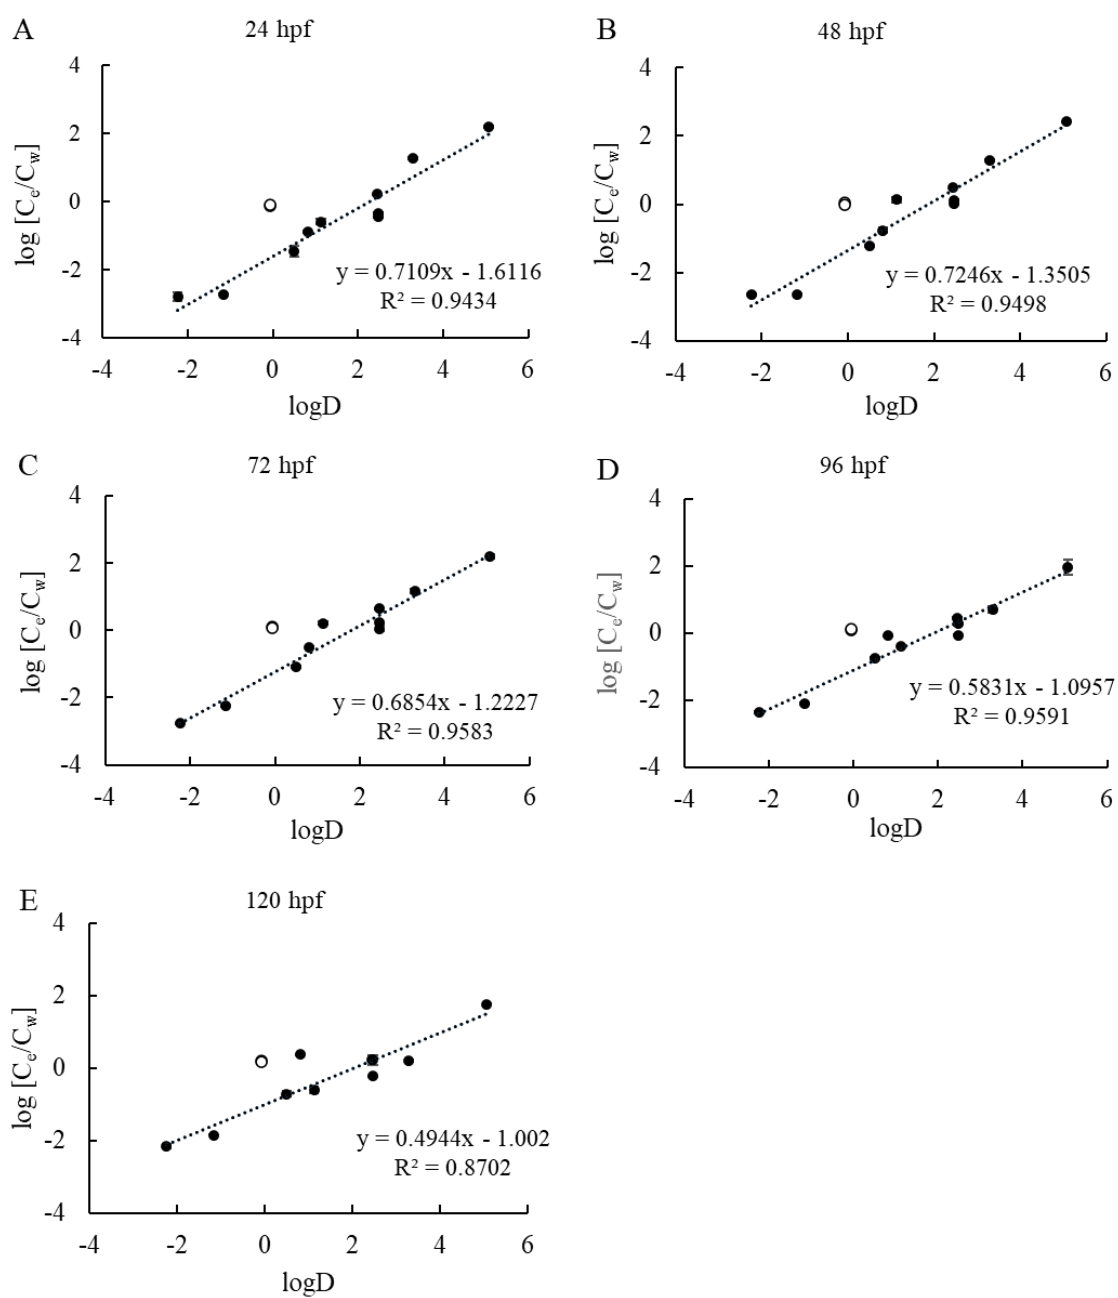 A
24 hpf
4
2
0
-2
-4
log [Ce/Cw]
y = 0.7109x - 1.6116
R² = 0.9434
-4 -2 0 2 4 6
logD
B
48 hpf
4
2
0
-2
-4
log [Ce/Cw]
y = 0.7246x - 1.3505
R² = 0.9498
-4 -2 0 2 4 6
logD
C
72 hpf
4
2
0
-2
-4
log [Ce/Cw]
y = 0.6854x - 1.2227
R² = 0.9583
-4 -2 0 2 4 6
logD
D
96 hpf
4
2
0
-2
-4
log [Ce/Cw]
y = 0.5831x - 1.0957
R² = 0.9591
-4 -2 0 2 4 6
logD
E
120 hpf
4
2
0
-2
-4
log [Ce/Cw]
y = 0.4944x - 1.002
R² = 0.8702
-4 -2 0 2 4 6
logD